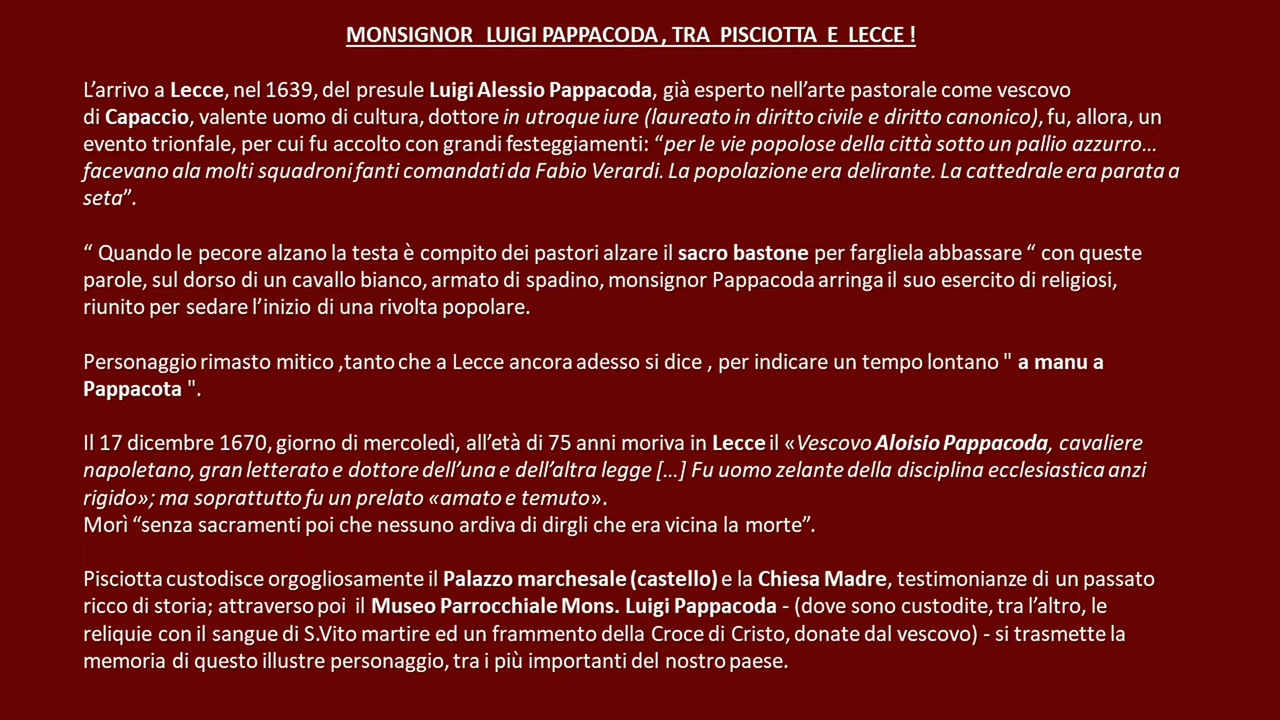 MONSIGNOR LUIGI PAPPACODA , TRA PISCIOTTA E LECCE !
L’arrivo a Lecce, nel 1639, del presule Luigi Alessio Pappacoda, già esperto nell’arte pastorale come vescovo
di Capaccio, valente uomo di cultura, dottore in utroque iure (laureato in diritto civile e diritto canonico), fu, allora, un
evento trionfale, per cui fu accolto con grandi festeggiamenti: “per le vie popolose della città sotto un pallio azzurro…
facevano ala molti squadroni fanti comandati da Fabio Verardi. La popolazione era delirante. La cattedrale era parata a
seta”.
“ Quando le pecore alzano la testa è compito dei pastori alzare il sacro bastone per fargliela abbassare “ con queste
parole, sul dorso di un cavallo bianco, armato di spadino, monsignor Pappacoda arringa il suo esercito di religiosi,
riunito per sedare l’inizio di una rivolta popolare.
Personaggio rimasto mitico ,tanto che a Lecce ancora adesso si dice , per indicare un tempo lontano " a manu a
Pappacota ".
Il 17 dicembre 1670, giorno di mercoledì, all’età di 75 anni moriva in Lecce il «Vescovo Aloisio Pappacoda, cavaliere
napoletano, gran letterato e dottore dell’una e dell’altra legge […] Fu uomo zelante della disciplina ecclesiastica anzi
rigido»; ma soprattutto fu un prelato «amato e temuto».
Morì “senza sacramenti poi che nessuno ardiva di dirgli che era vicina la morte”.
Pisciotta custodisce orgogliosamente il Palazzo marchesale (castello) e la Chiesa Madre, testimonianze di un passato
ricco di storia; attraverso poi il Museo Parrocchiale Mons. Luigi Pappacoda - (dove sono custodite, tra l’altro, le
reliquie con il sangue di S.Vito martire ed un frammento della Croce di Cristo, donate dal vescovo) - si trasmette la
memoria di questo illustre personaggio, tra i più importanti del nostro paese.